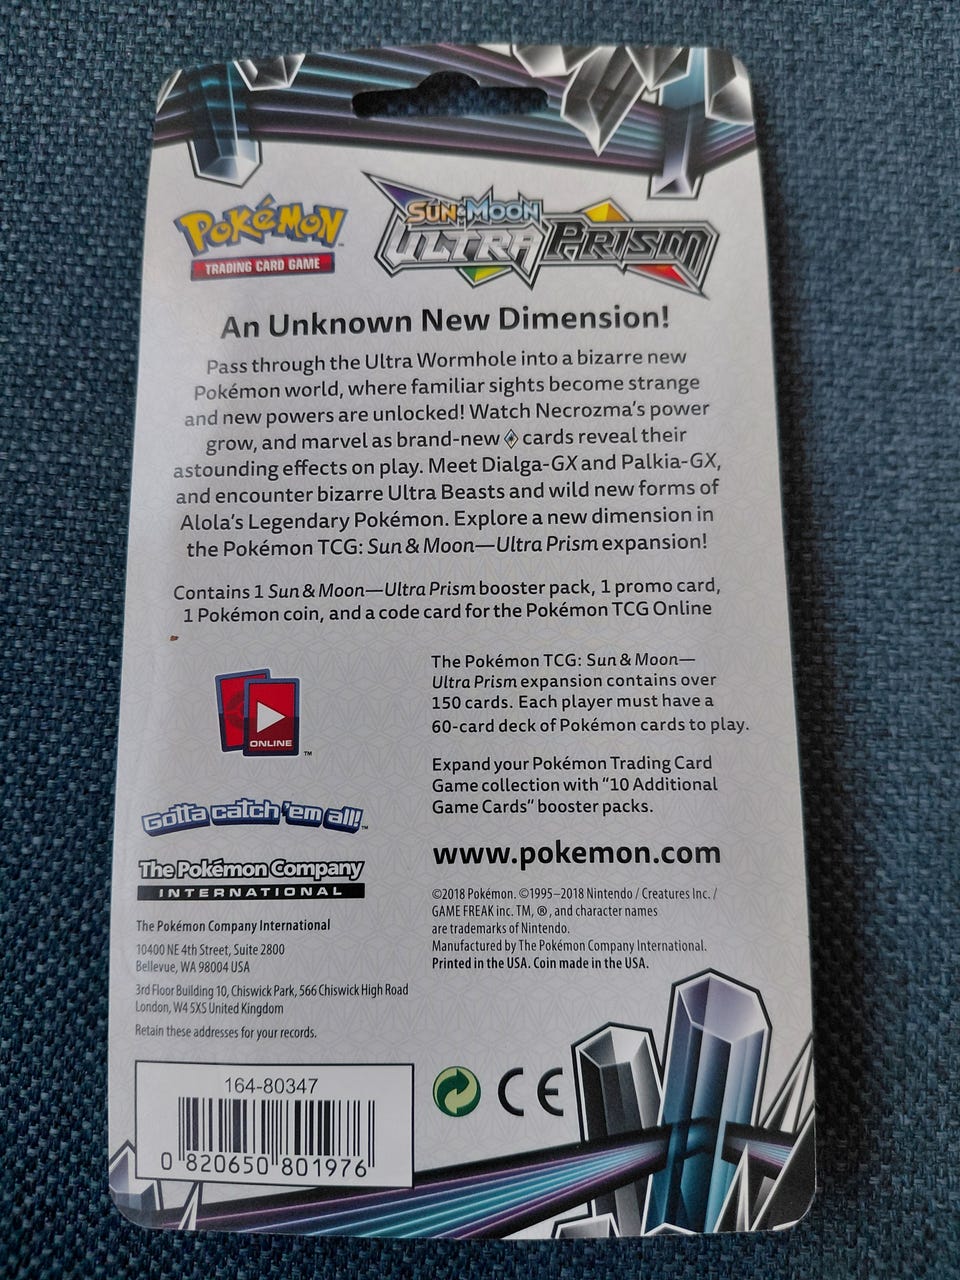 POKéMON™
TRADING CARD GAME
SUN & MOON
ULTRA PRISM
An Unknown New Dimension!
Pass through the Ultra Wormhole into a bizarre new
Pokémon world, where familiar sights become strange
and new powers are unlocked! Watch Necrozma's power
grow, and marvel as brand-new cards reveal their
astounding effects on play. Meet Dialga-GX and Palkia-GX,
and encounter bizarre Ultra Beasts and wild new forms of
Alola's Legendary Pokémon. Explore a new dimension in
the Pokémon TCG: Sun & Moon—Ultra Prism expansion!
Contains 1 Sun & Moon—Ultra Prism booster pack, 1 promo card,
1 Pokémon coin, and a code card for the Pokémon TCG Online
ONLINE™
Gotta catch 'em all!™
The Pokémon Company
INTERNATIONAL
The Pokémon Company International
10400 NE 4th Street, Suite 2800
Bellevue, WA 98004 USA
3rd Floor Building 10, Chiswick Park, 566 Chiswick High Road
London, W4 5XS United Kingdom
Retain these addresses for your records.
The Pokémon TCG: Sun & Moon—
Ultra Prism expansion contains over
150 cards. Each player must have a
60-card deck of Pokémon cards to play.
Expand your Pokémon Trading Card
Game collection with "10 Additional
Game Cards" booster packs.
www.pokemon.com
©2018 Pokémon. ©1995–2018 Nintendo / Creatures Inc. /
GAME FREAK inc. TM, ®, and character names
are trademarks of Nintendo.
Manufactured by The Pokémon Company International.
Printed in the USA. Coin made in the USA.
164-80347
0 820650 801976
CE